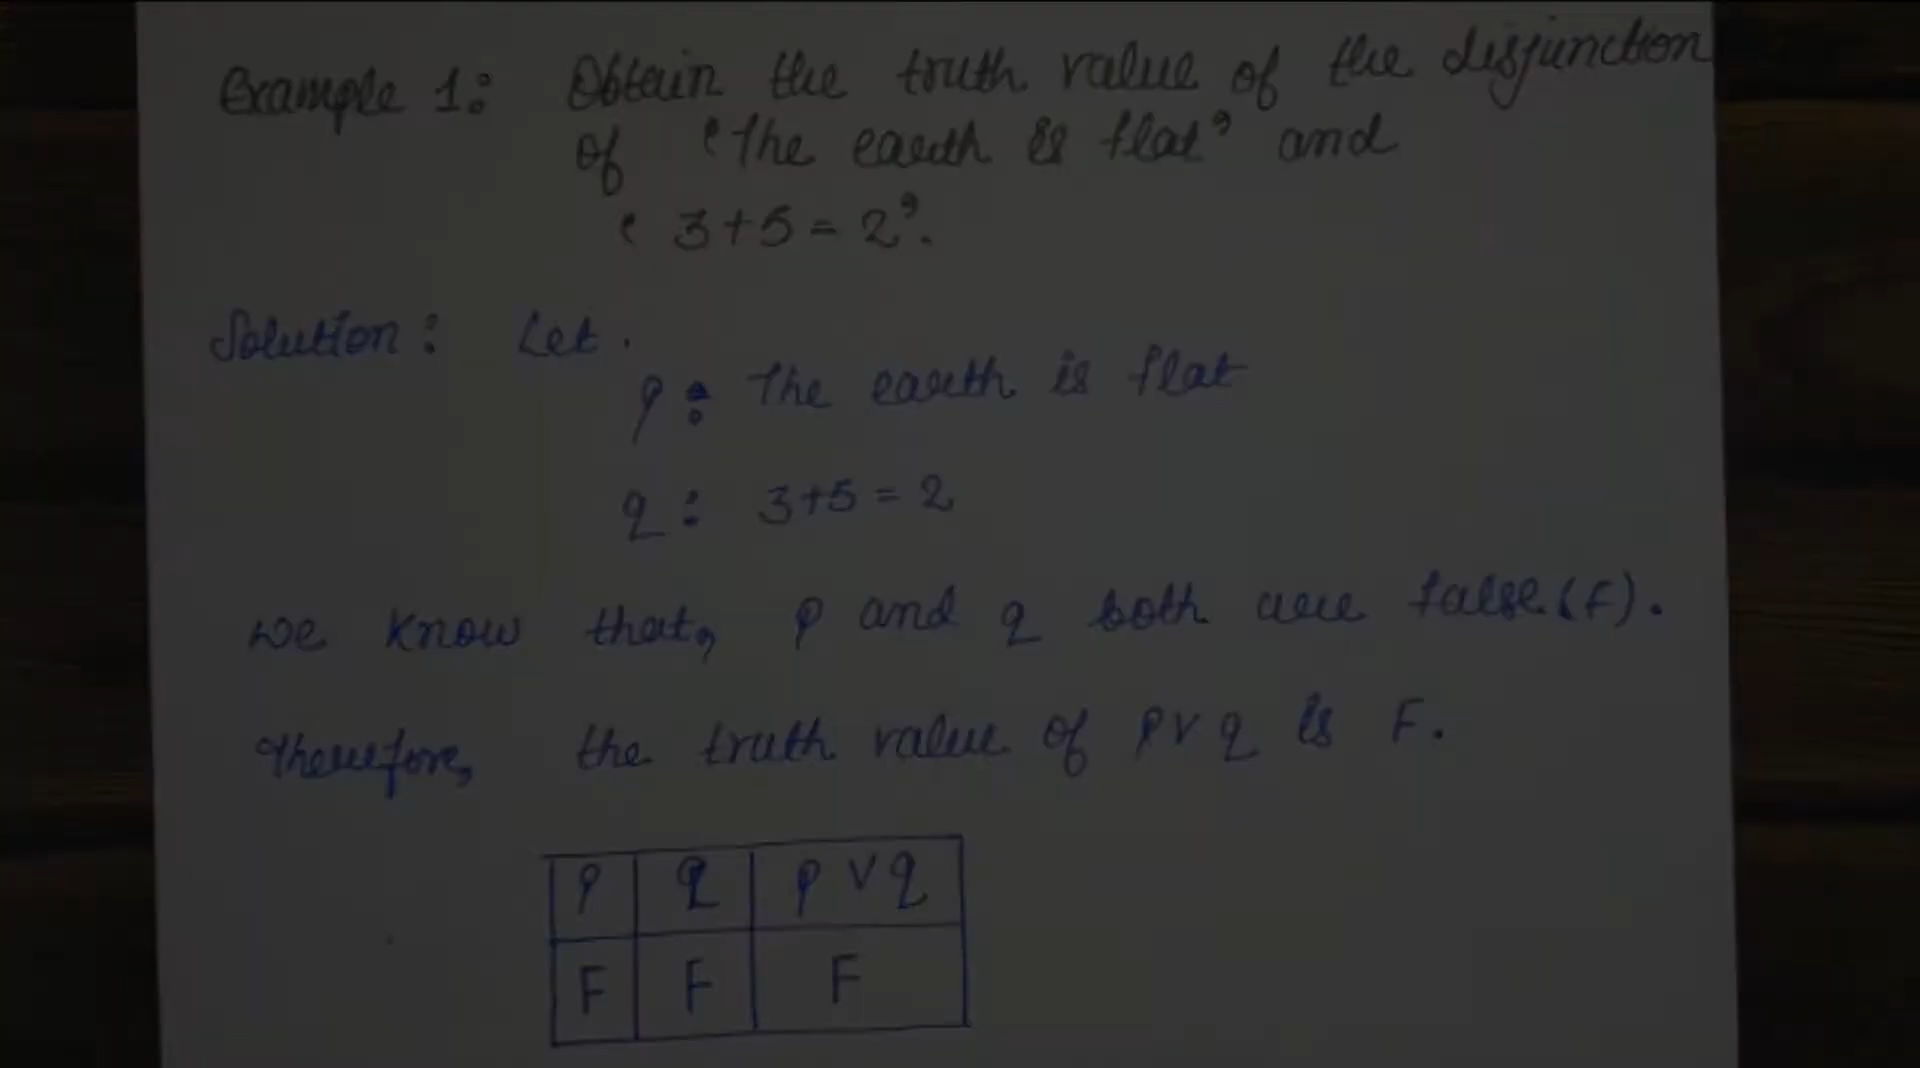 Example 1: Obtain the truth value of the disjunction
of 'The earth is flat' and
'3+5=2'.
Solution: Let.
p: The earth is flat
q: 3+5=2
we know that, p and q both are false(F).
Therefore, the truth value of p∨q is F.
p q p∨q
F F F